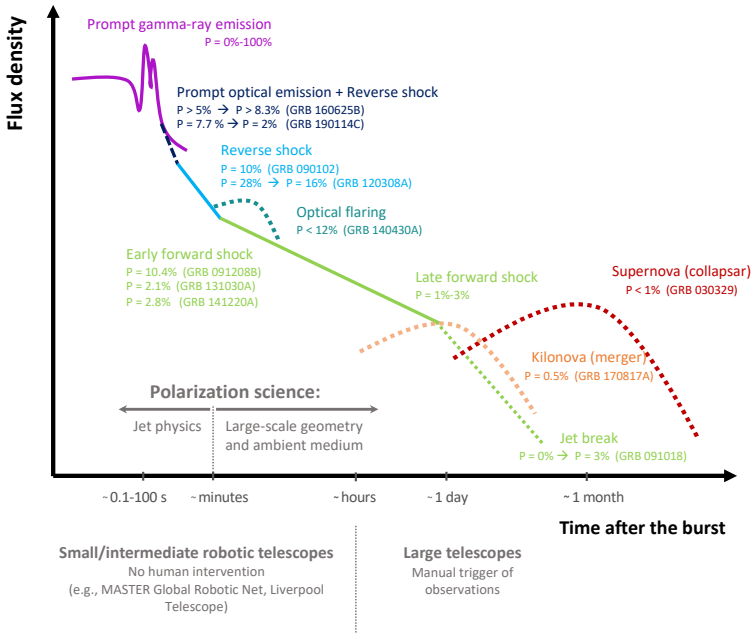 Flux density
Prompt gamma-ray emission
P = 0%-100%
Prompt optical emission + Reverse shock
P > 5% → P > 8.3% (GRB 160625B)
P = 7.7 % → P = 2% (GRB 190114C)
Reverse shock
P = 10% (GRB 090102)
P = 28% → P = 16% (GRB 120308A)
Optical flaring
P < 12% (GRB 140430A)
Early forward shock
P = 10.4% (GRB 091208B)
P = 2.1% (GRB 131030A)
P = 2.8% (GRB 141220A)
Late forward shock
P = 1%-3%
Supernova (collapsar)
P < 1% (GRB 030329)
Kilonova (merger)
P = 0.5% (GRB 170817A)
Jet break
P = 0% → P = 3% (GRB 091018)
Polarization science:
Jet physics
Large-scale geometry
and ambient medium
~0.1-100 s
~minutes
~hours
~1 day
~1 month
Time after the burst
Small/intermediate robotic telescopes
No human intervention
(e.g., MASTER Global Robotic Net, Liverpool
Telescope)
Large telescopes
Manual trigger of
observations